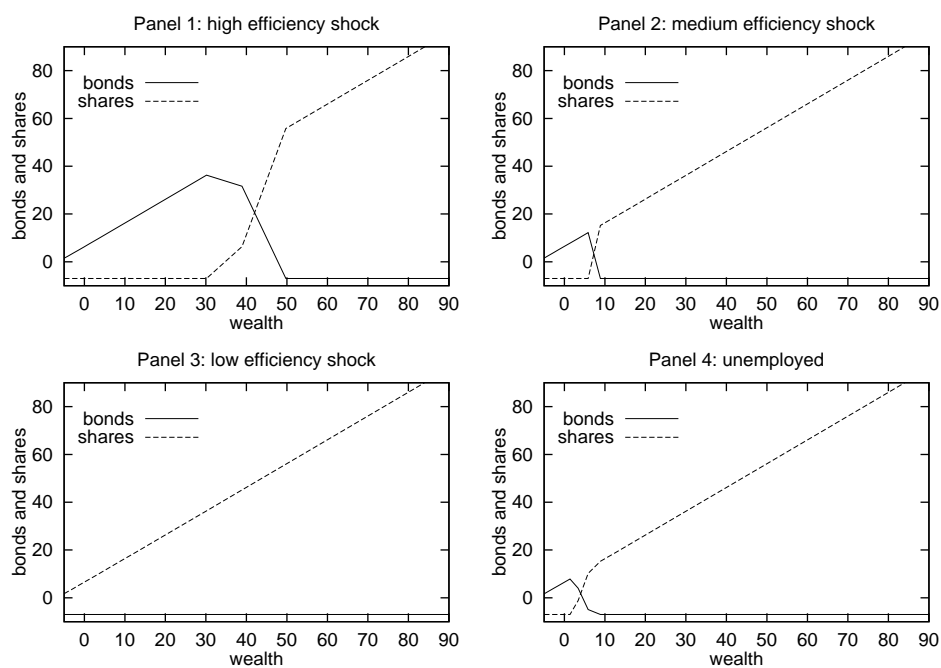 Panel 1: high efficiency shock
80
60
40
20
0
bonds and shares
bonds
shares
0 10 20 30 40 50 60 70 80 90
wealth
Panel 2: medium efficiency shock
80
60
40
20
0
bonds and shares
bonds
shares
0 10 20 30 40 50 60 70 80 90
wealth
Panel 3: low efficiency shock
80
60
40
20
0
bonds and shares
bonds
shares
0 10 20 30 40 50 60 70 80 90
wealth
Panel 4: unemployed
80
60
40
20
0
bonds and shares
bonds
shares
0 10 20 30 40 50 60 70 80 90
wealth